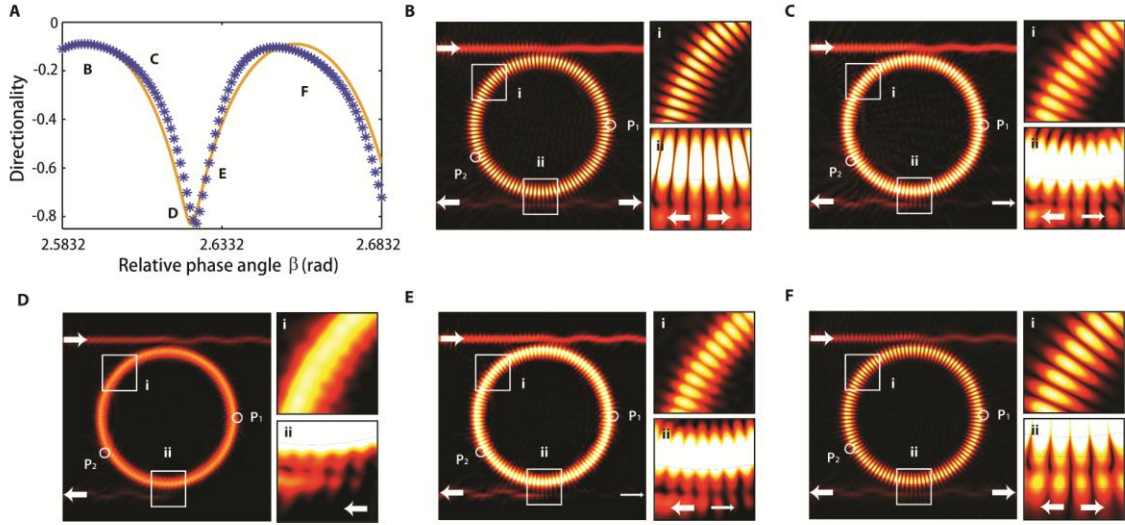 A
0
-0.2
-0.4
-0.6
-0.8
Directionality
B
C
D
E
F
2.5832
2.6332
2.6832
Relative phase angle β (rad)
B
i
ii
P1
P2
i
ii
C
i
ii
P1
P2
i
ii
D
i
ii
P1
P2
i
ii
E
i
ii
P1
P2
i
ii
F
i
ii
P1
P2
i
ii